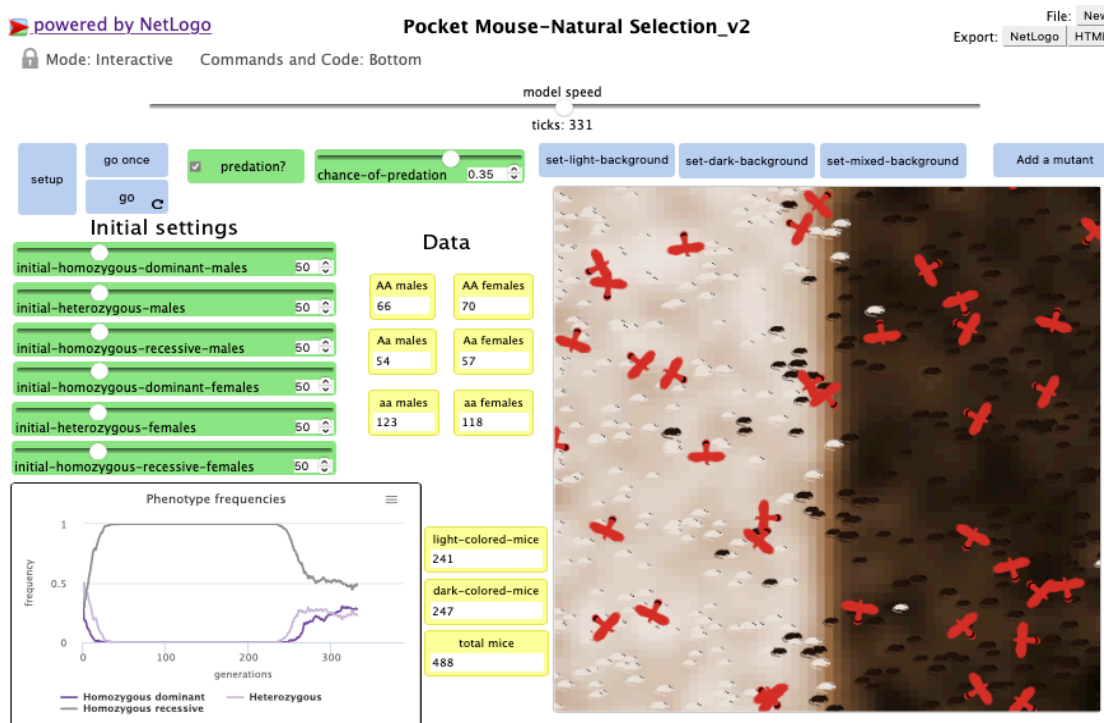 powered by NetLogo
Pocket Mouse-Natural Selection_v2
File: New
Export: NetLogo HTML
Mode: Interactive Commands and Code: Bottom
model speed
ticks: 331
setup
go once
go
predation?
chance-of-predation 0.35
set-light-background
set-dark-background
set-mixed-background
Add a mutant
Initial settings
initial-homozygous-dominant-males 50
initial-heterozygous-males 50
initial-homozygous-recessive-males 50
initial-homozygous-dominant-females 50
initial-heterozygous-females 50
initial-homozygous-recessive-females 50
Data
AA males
66
AA females
70
Aa males
54
Aa females
57
aa males
123
aa females
118
Phenotype frequencies
frequency
1
0.5
0
0 100 200 300
generations
Homozygous dominant
Heterozygous
Homozygous recessive
light-colored-mice
241
dark-colored-mice
247
total mice
488